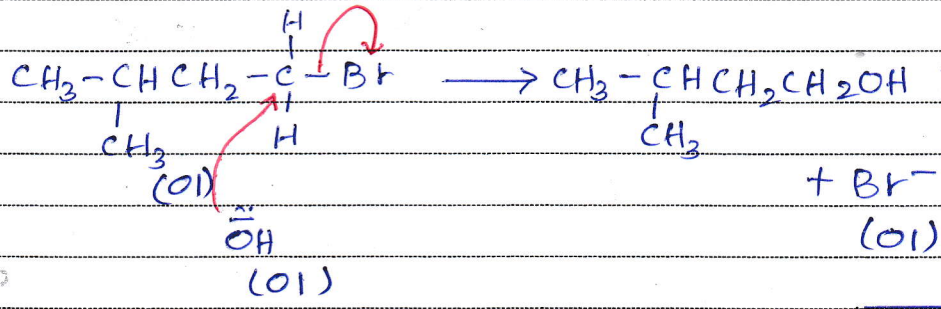 H
CH₃-CHCH₂-C-Br ⟶ CH₃-CHCH₂CH₂OH
CH₃ H CH₃
(01) + Br⁻
ŌH (01)
(01)